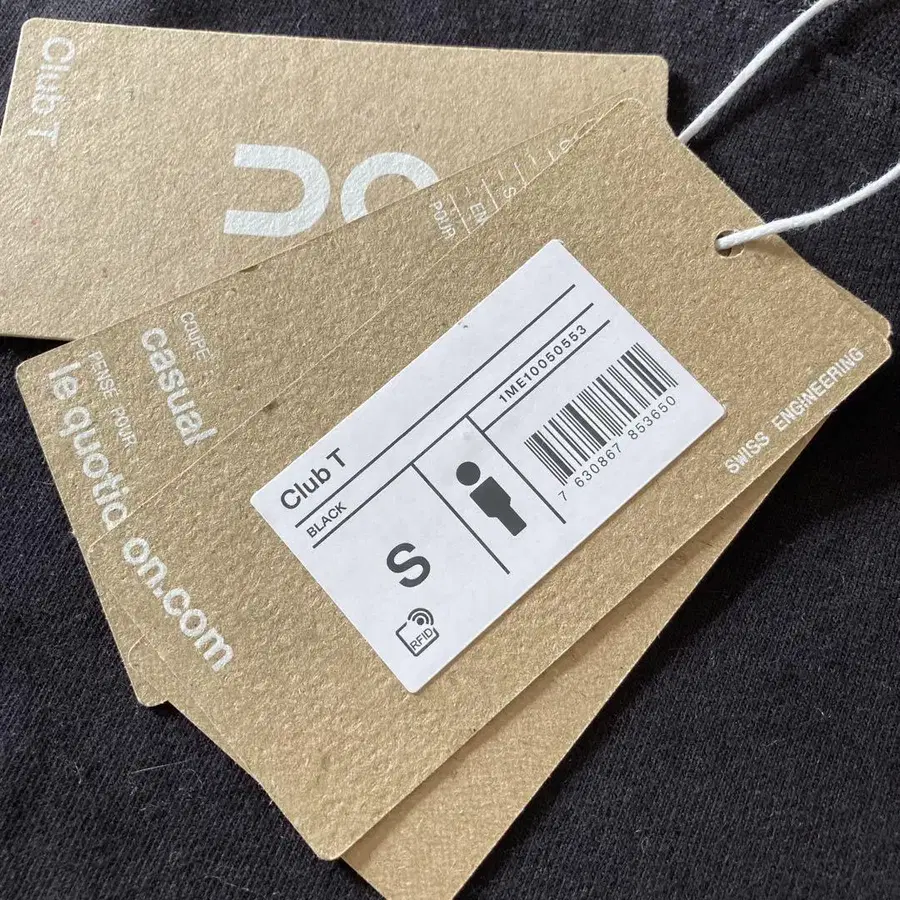 Club T
on
POUR
EN
S
COUPE
casual
PENSÉ POUR
le quotid
on.com
Club T
BLACK
1ME10050553
S
RFID
7 630867 853650
SWISS ENGINEERING